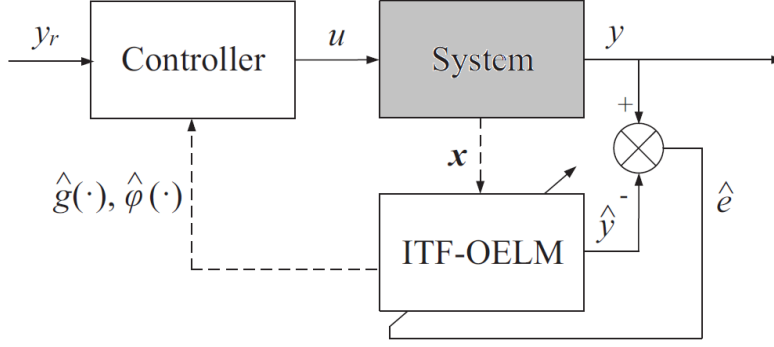 y_r
Controller
u
System
y
+
x
ĝ(·), φ̂(·)
ITF-OELM
ŷ
-
ê